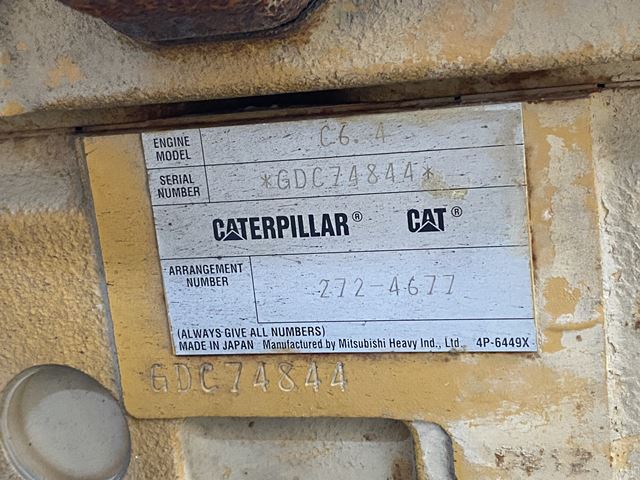 ENGINE MODEL C6.4
SERIAL NUMBER *GDC74844*
CATERPILLAR® CAT®
ARRANGEMENT NUMBER 272-4677
(ALWAYS GIVE ALL NUMBERS)
MADE IN JAPAN Manufactured by Mitsubishi Heavy Ind., Ltd. 4P-6449X
GDC74844